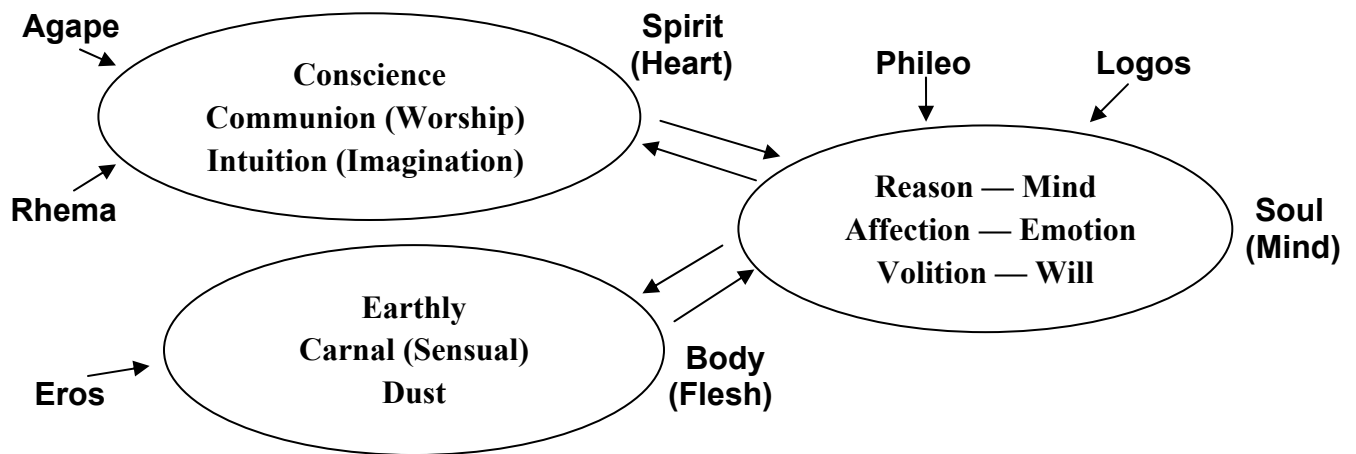 Agape
Spirit
(Heart)
Conscience
Communion (Worship)
Intuition (Imagination)
Rhema
Phileo
Logos
Reason — Mind
Affection — Emotion
Volition — Will
Soul
(Mind)
Earthly
Carnal (Sensual)
Dust
Eros
Body
(Flesh)